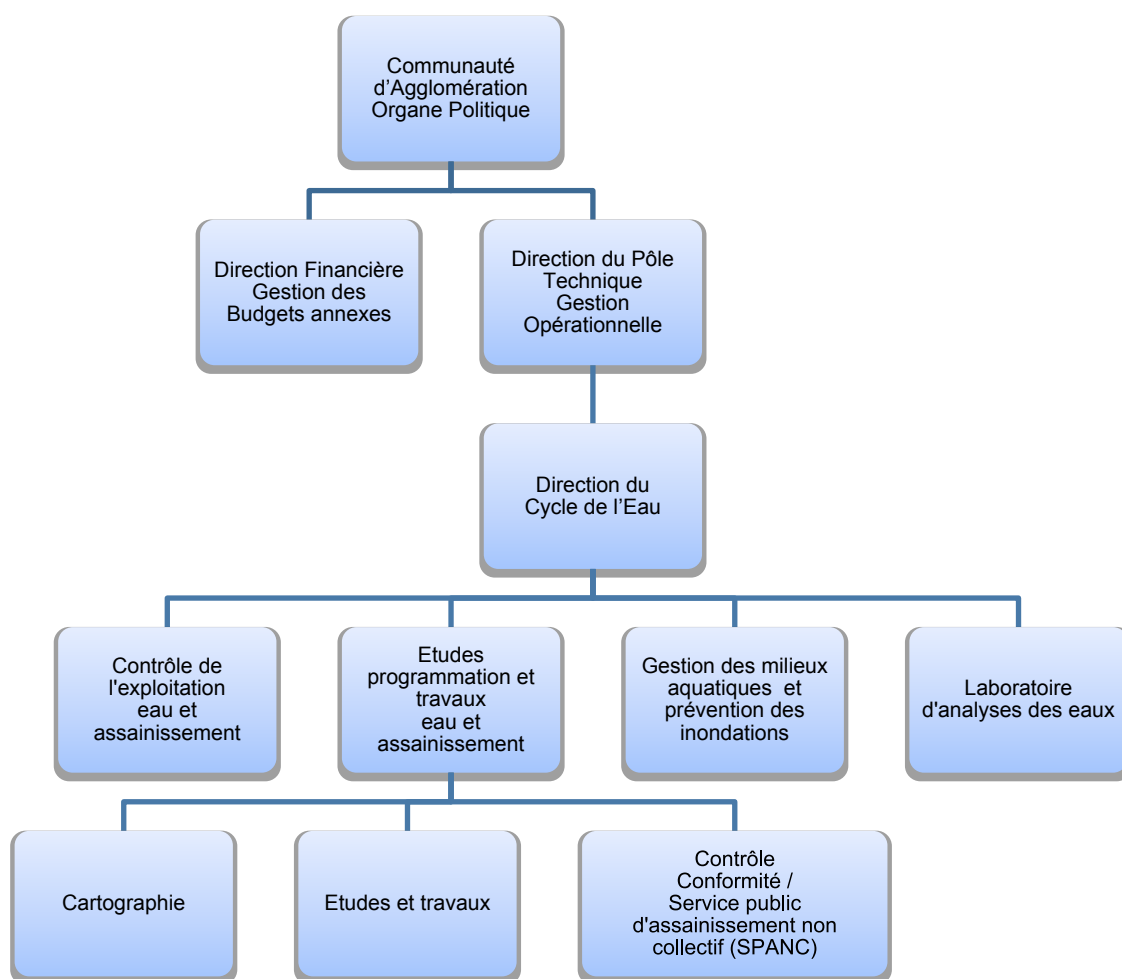 Communauté
d’Agglomération
Organe Politique
Direction Financière
Gestion des
Budgets annexes
Direction du Pôle
Technique
Gestion
Opérationnelle
Direction du
Cycle de l’Eau
Contrôle de
l'exploitation
eau et
assainissement
Etudes
programmation et
travaux
eau et
assainissement
Gestion des milieux
aquatiques et
prévention des
inondations
Laboratoire
d'analyses des eaux
Cartographie
Etudes et travaux
Contrôle
Conformité /
Service public
d'assainissement non
collectif (SPANC)